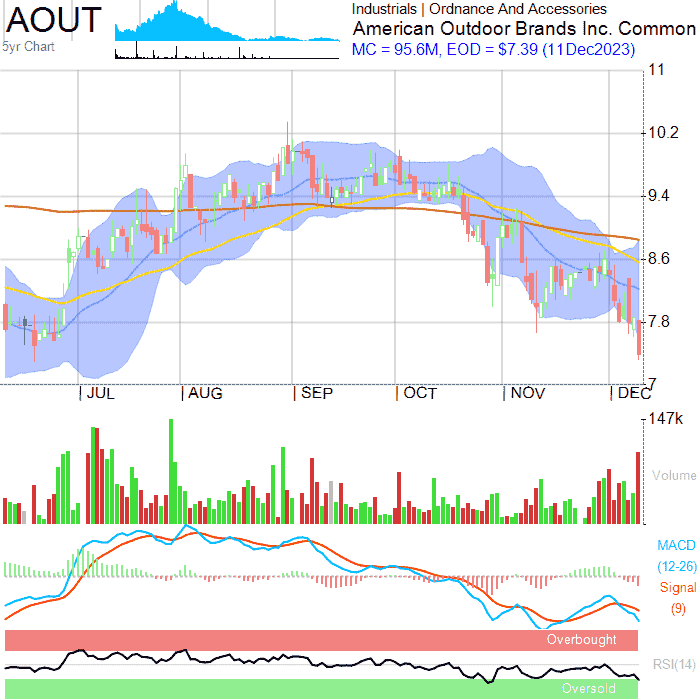 AOUT
5yr Chart
Industrials | Ordnance And Accessories
American Outdoor Brands Inc. Common
MC = 95.6M, EOD = $7.39 (11Dec2023)
11
10.2
9.4
8.6
7.8
7
JUL
AUG
SEP
OCT
NOV
DEC
147k
Volume
MACD
(12-26)
Signal
(9)
Overbought
RSI(14)
Oversold